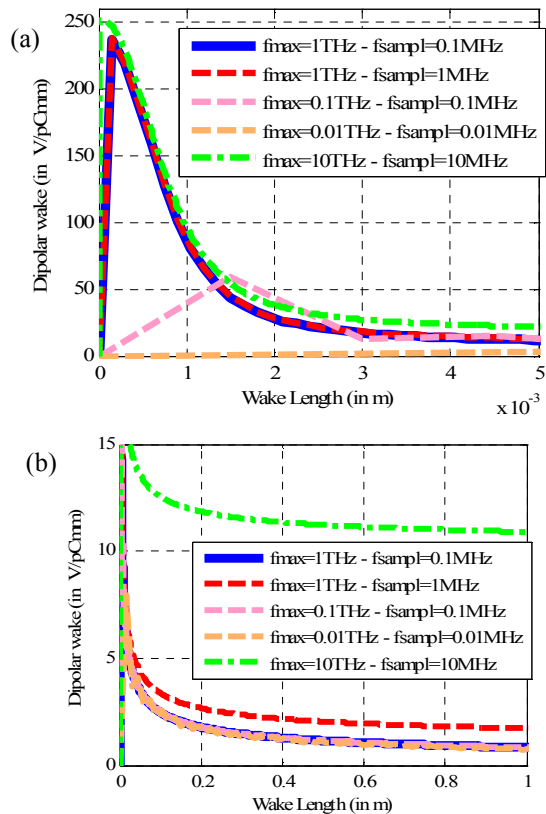 (a)
Dipolar wake (in V/pCmm)
250
200
150
100
50
0
fmax=1THz - fsampl=0.1MHz
fmax=1THz - fsampl=1MHz
fmax=0.1THz - fsampl=0.1MHz
fmax=0.01THz - fsampl=0.01MHz
fmax=10THz - fsampl=10MHz
0 1 2 3 4 5
Wake Length (in m)
x 10⁻³
(b)
Dipolar wake (in V/pCmm)
15
10
5
0
fmax=1THz - fsampl=0.1MHz
fmax=1THz - fsampl=1MHz
fmax=0.1THz - fsampl=0.1MHz
fmax=0.01THz - fsampl=0.01MHz
fmax=10THz - fsampl=10MHz
0 0.2 0.4 0.6 0.8 1
Wake Length (in m)